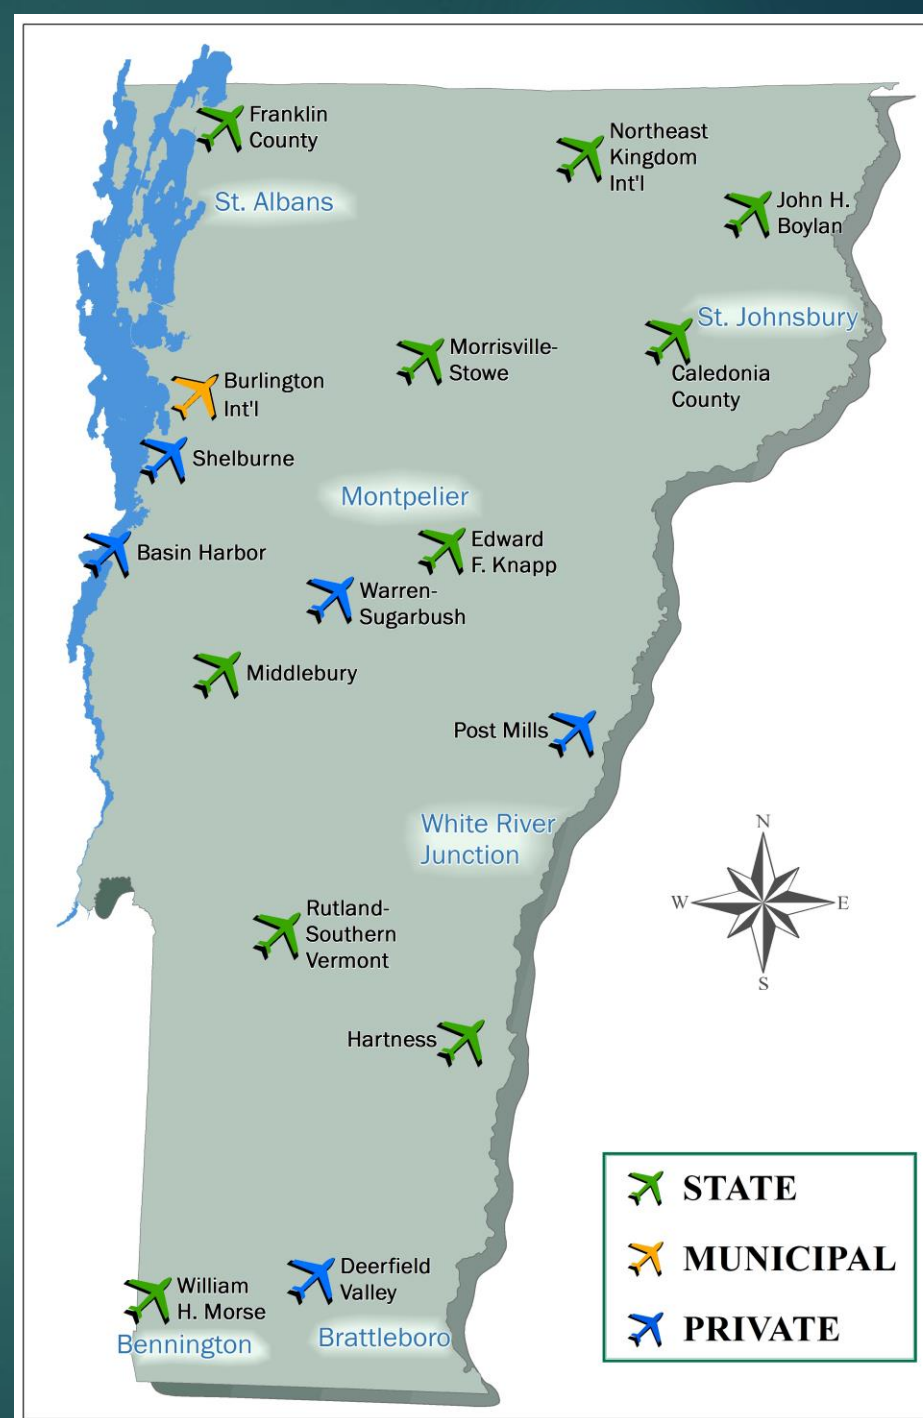 Franklin
County
Northeast
Kingdom
Int'l
St. Albans
John H.
Boylan
St. Johnsbury
Morrisville-
Stowe
Burlington
Int'l
Caledonia
County
Shelburne
Montpelier
Basin Harbor
Edward
F. Knapp
Warren-
Sugarbush
Middlebury
Post Mills
White River
Junction
N
W
E
S
Rutland-
Southern
Vermont
Hartness
STATE
MUNICIPAL
PRIVATE
Deerfield
Valley
William
H. Morse
Bennington
Brattleboro